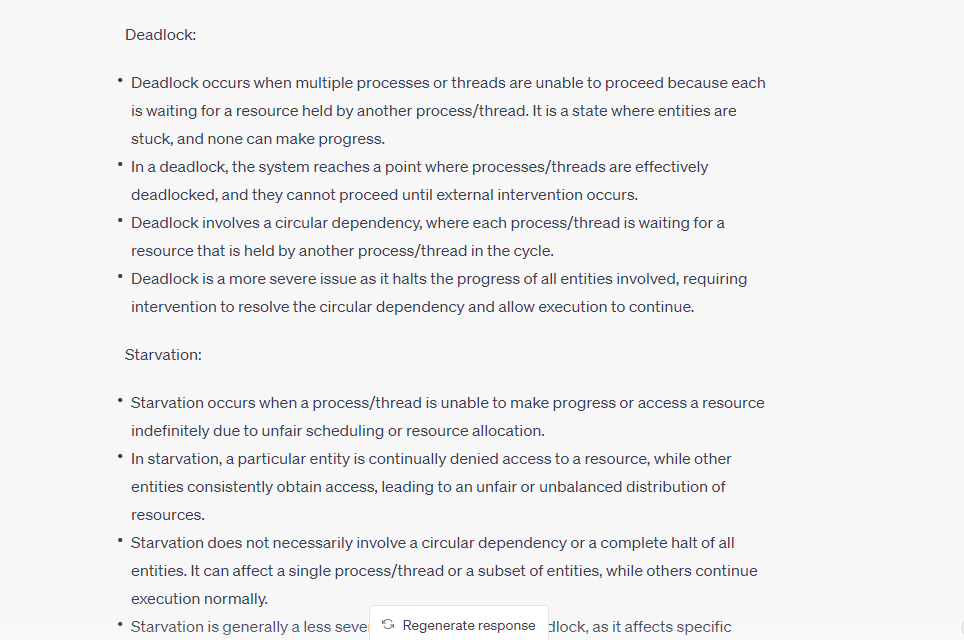 Deadlock:
• Deadlock occurs when multiple processes or threads are unable to proceed because each
is waiting for a resource held by another process/thread. It is a state where entities are
stuck, and none can make progress.
• In a deadlock, the system reaches a point where processes/threads are effectively
deadlocked, and they cannot proceed until external intervention occurs.
• Deadlock involves a circular dependency, where each process/thread is waiting for a
resource that is held by another process/thread in the cycle.
• Deadlock is a more severe issue as it halts the progress of all entities involved, requiring
intervention to resolve the circular dependency and allow execution to continue.
Starvation:
• Starvation occurs when a process/thread is unable to make progress or access a resource
indefinitely due to unfair scheduling or resource allocation.
• In starvation, a particular entity is continually denied access to a resource, while other
entities consistently obtain access, leading to an unfair or unbalanced distribution of
resources.
• Starvation does not necessarily involve a circular dependency or a complete halt of all
entities. It can affect a single process/thread or a subset of entities, while others continue
execution normally.
• Starvation is generally a less as it affects specific
Regenerate response